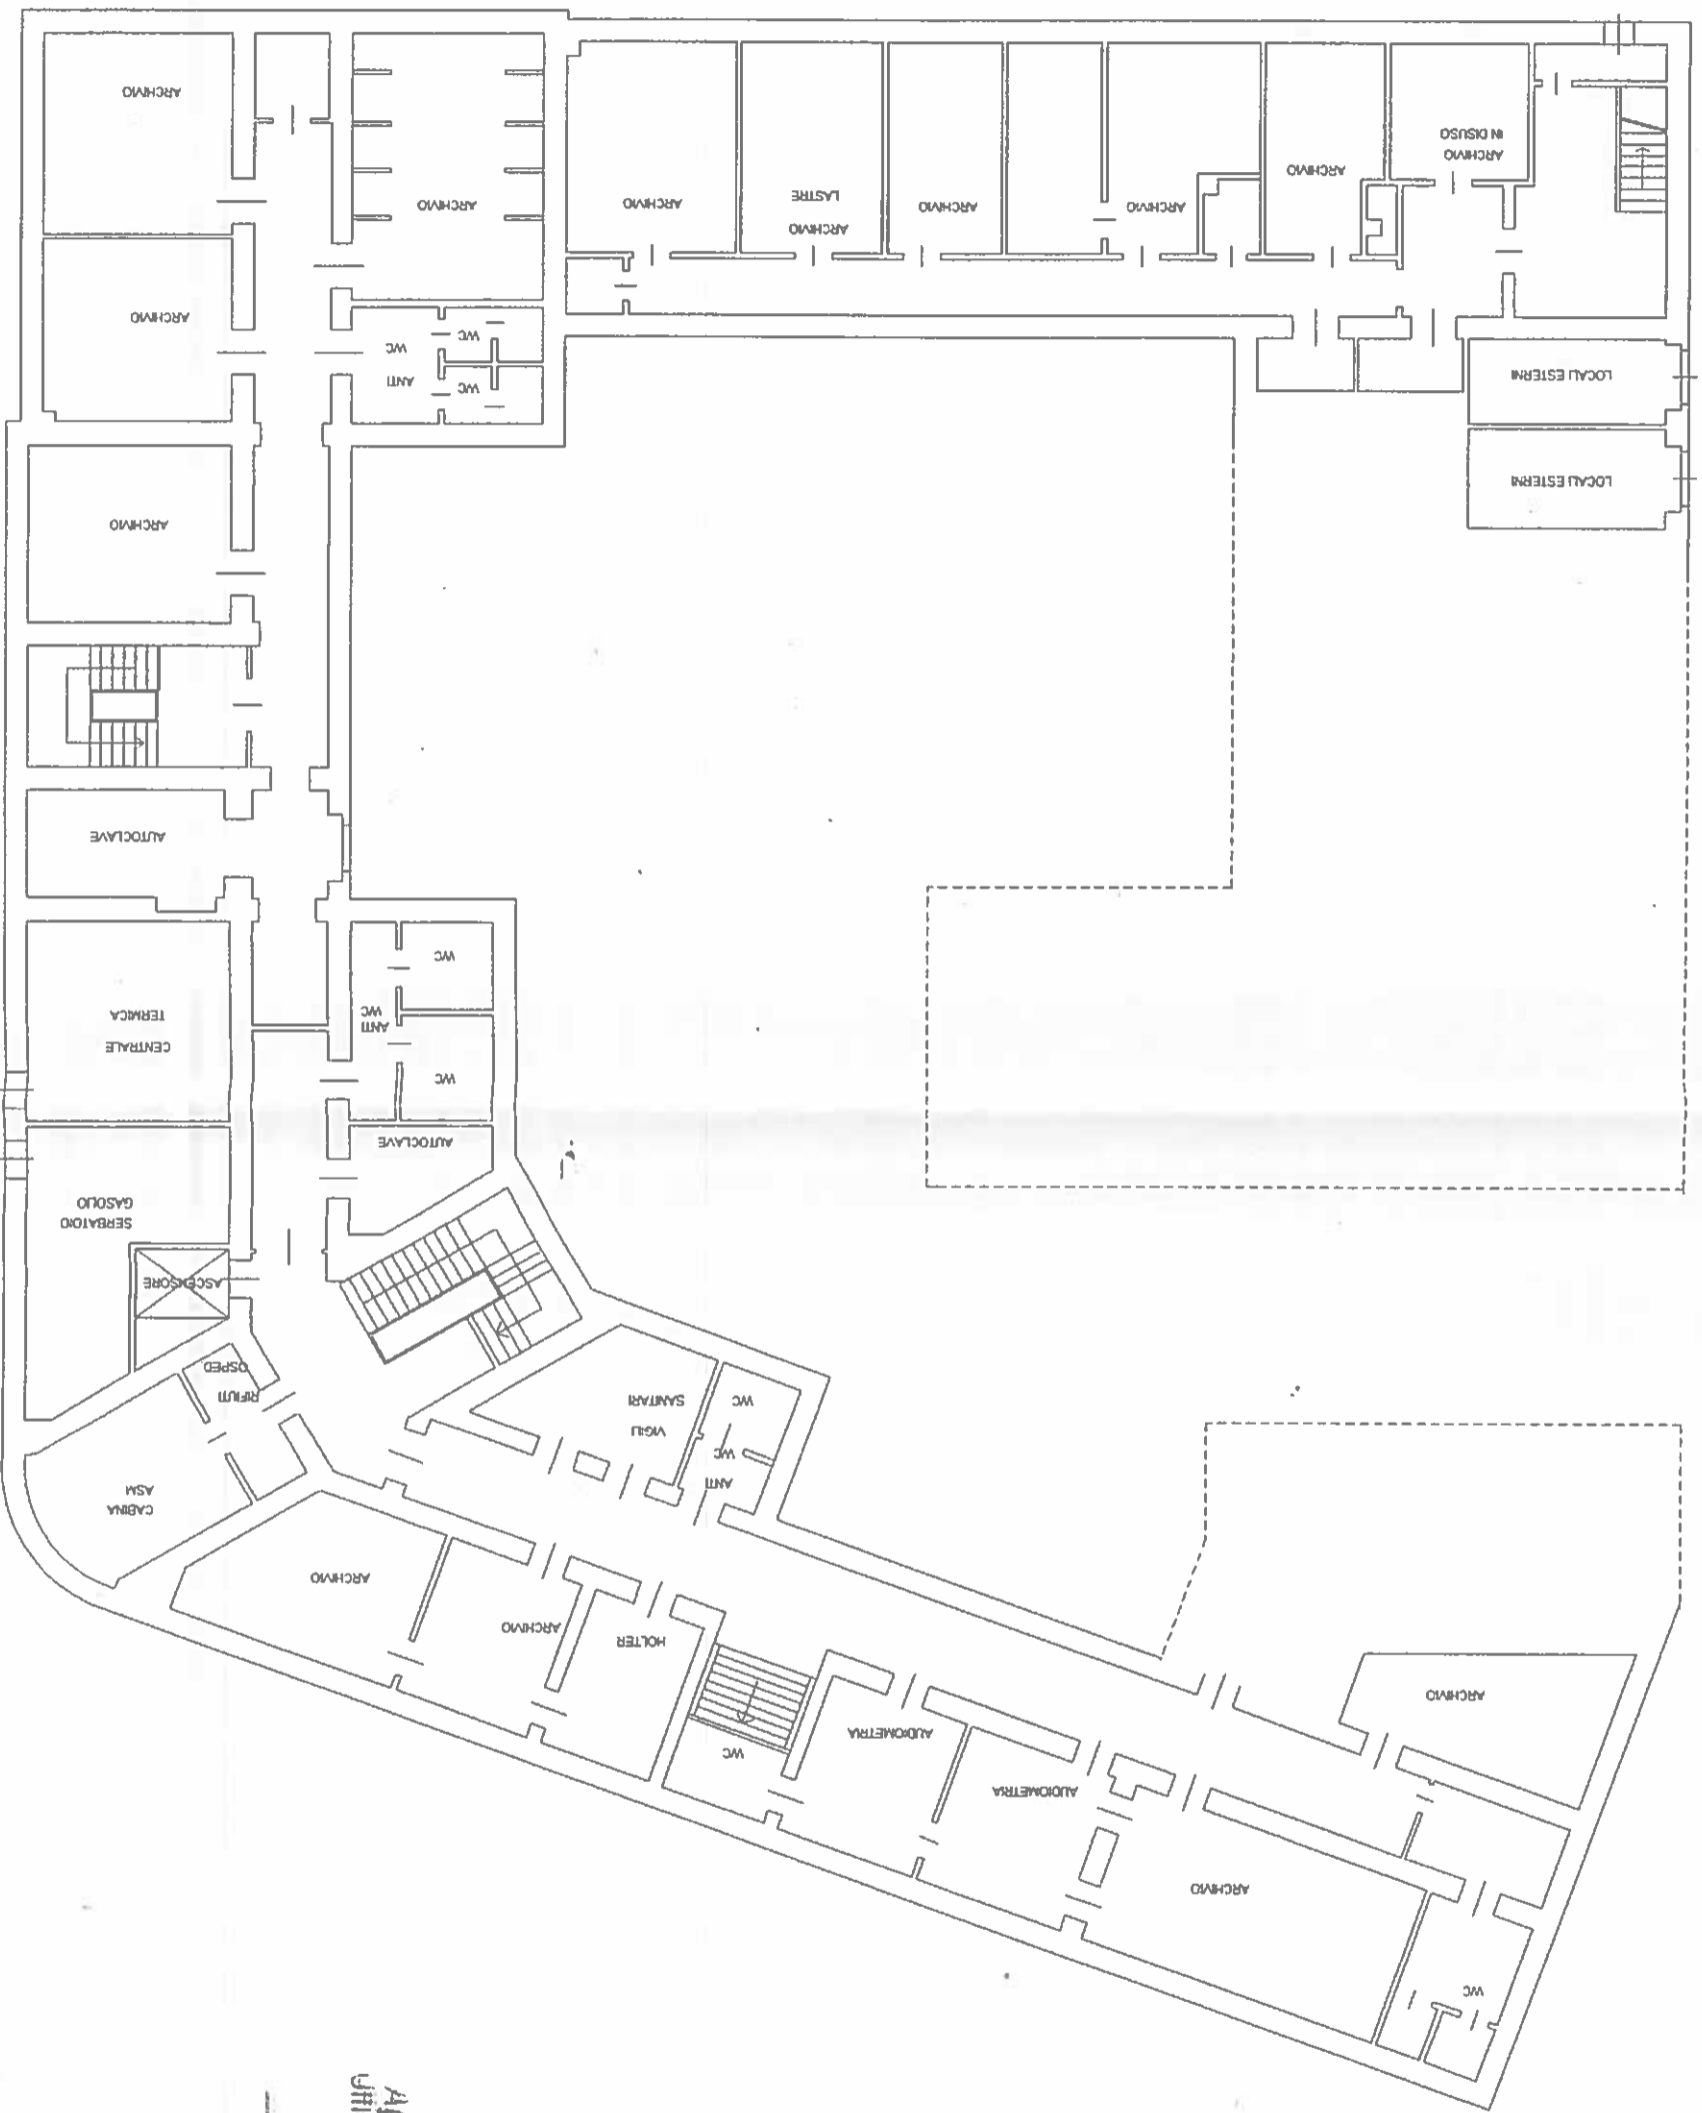 WC
ARCHIVIO
AUDIOMETRIA
WC
AUDIOMETRIA
ARCHIVIO
HOLTER
ARCHIVIO
ARCHIVIO
CABINA
ASM
ANTI
WC
VIGILI
SANITARI
WC
RIFIUTI
OSPED
ASCENSORE
SERBATOIO
GASOLIO
AUTOCLAVE
WC
CENTRALE
TERMICA
ANTI
WC
WC
AUTOCLAVE
ARCHIVIO
LOCALI ESTERNI
LOCALI ESTERNI
WC
ANTI
WC
WC
ARCHIVIO
ARCHIVIO
LASTRE
ARCHIVIO
ARCHIVIO
ARCHIVIO
ARCHIVIO
ARCHIVIO
ARCHIVIO
IN DISUSO
ARCHIVIO